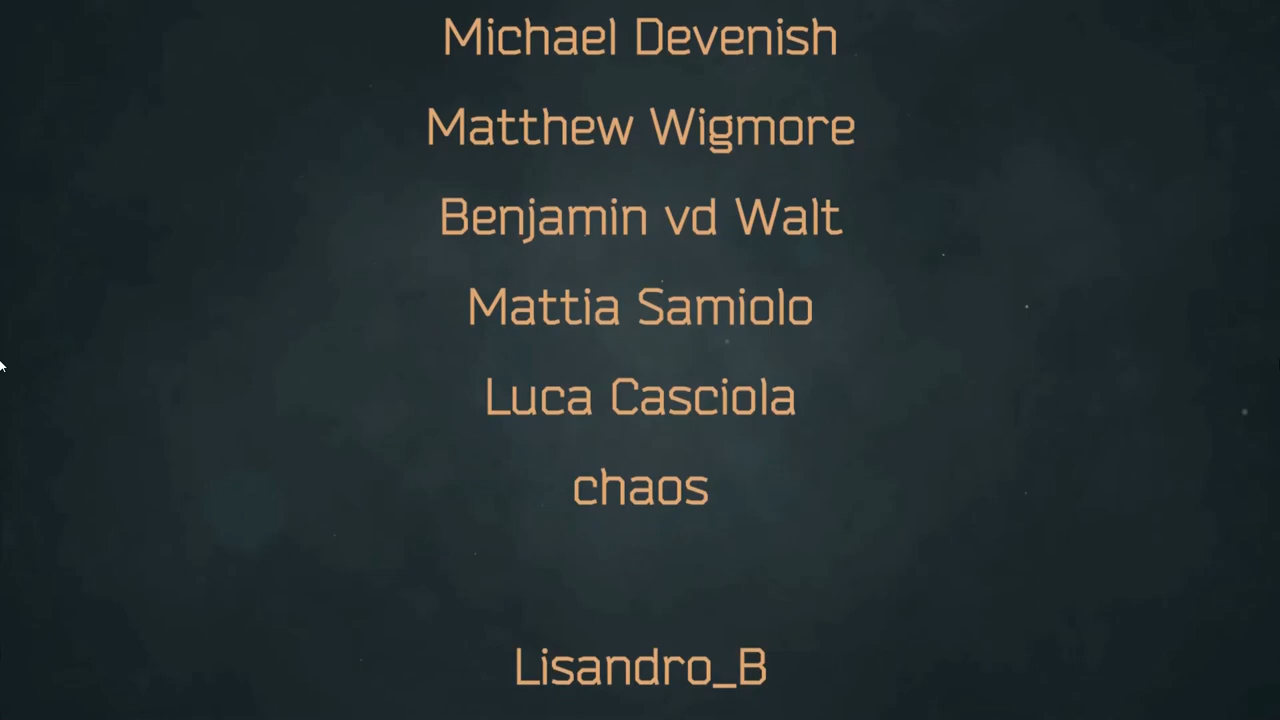 Michael Devenish
Matthew Wigmore
Benjamin vd Walt
Mattia Samiolo
Luca Casciola
chaos
Lisandro_B